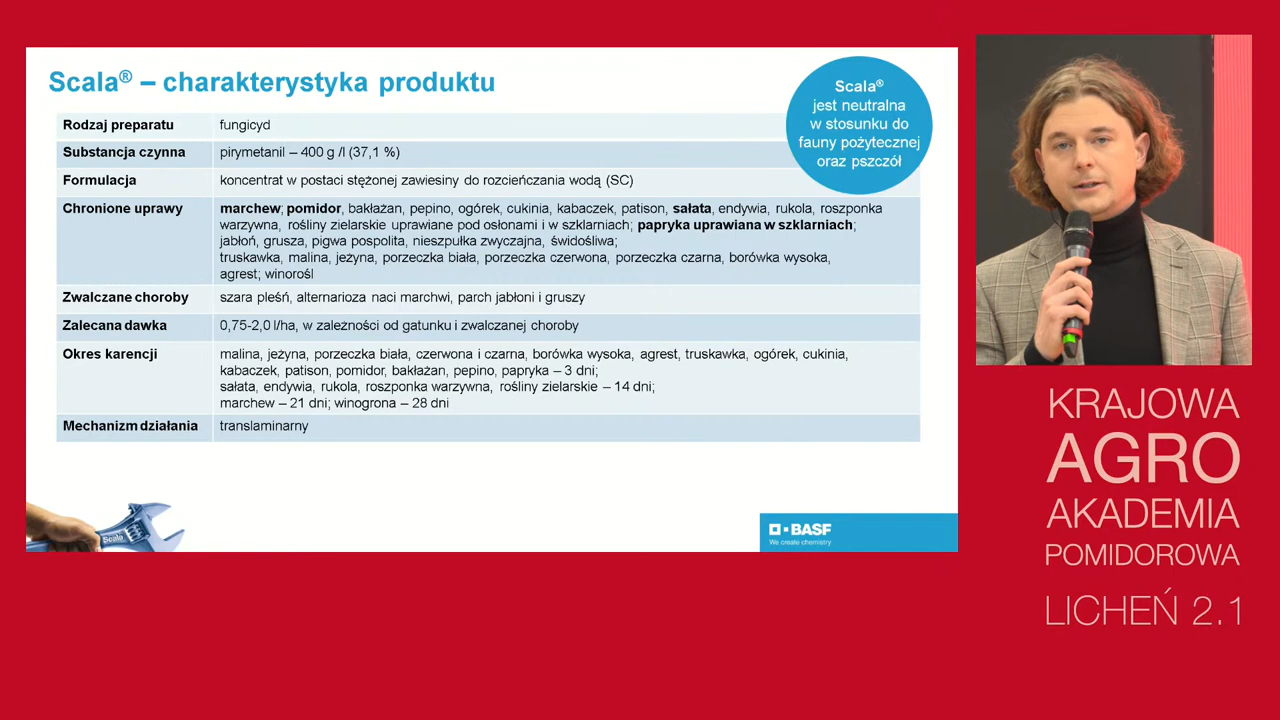 Scala® – charakterystyka produktu
Scala®
jest neutralna
w stosunku do
fauny pożytecznej
oraz pszczół
Rodzaj preparatu fungicyd
Substancja czynna pirymetanil – 400 g /l (37,1 %)
Formulacja koncentrat w postaci stężonej zawiesiny do rozcieńczania wodą (SC)
Chronione uprawy marchew; pomidor, bakłażan, pepino, ogórek, cukinia, kabaczek, patison, sałata, endywia, rukola, roszponka
warzywna, rośliny zielarskie uprawiane pod osłonami i w szklarniach; papryka uprawiana w szklarniach;
jabłoń, grusza, pigwa pospolita, nieszpułka zwyczajna, świdośliwa;
truskawka, malina, jeżyna, porzeczka biała, porzeczka czerwona, porzeczka czarna, borówka wysoka,
agrest; winorośl
Zwalczane choroby szara pleśń, alternarioza naci marchwi, parch jabłoni i gruszy
Zalecana dawka 0,75-2,0 l/ha, w zależności od gatunku i zwalczanej choroby
Okres karencji malina, jeżyna, porzeczka biała, czerwona i czarna, borówka wysoka, agrest, truskawka, ogórek, cukinia,
kabaczek, patison, pomidor, bakłażan, pepino, papryka – 3 dni;
sałata, endywia, rukola, roszponka warzywna, rośliny zielarskie – 14 dni;
marchew – 21 dni; winogrona – 28 dni
Mechanizm działania translaminarny
Scala
BASF
We create chemistry
KRAJOWA
AGRO
AKADEMIA
POMIDOROWA
LICHEŃ 2.1